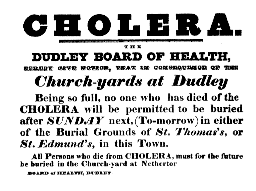 CHOLERA.
THE
DUDLEY BOARD OF HEALTH,
HEREBY GIVE NOTICE, THAT IN CONSEQUENCE OF THE
Church-yards at Dudley
Being so full, no one who has died of the
CHOLERA will be permitted to be buried
after SUNDAY next, (To-morrow) in either
of the Burial Grounds of St. Thomas's, or
St. Edmund's, in this Town.
All Persons who die from CHOLERA, must for the future
be buried in the Church-yard at Netherton
BOARD of HEALTH, DUDLEY